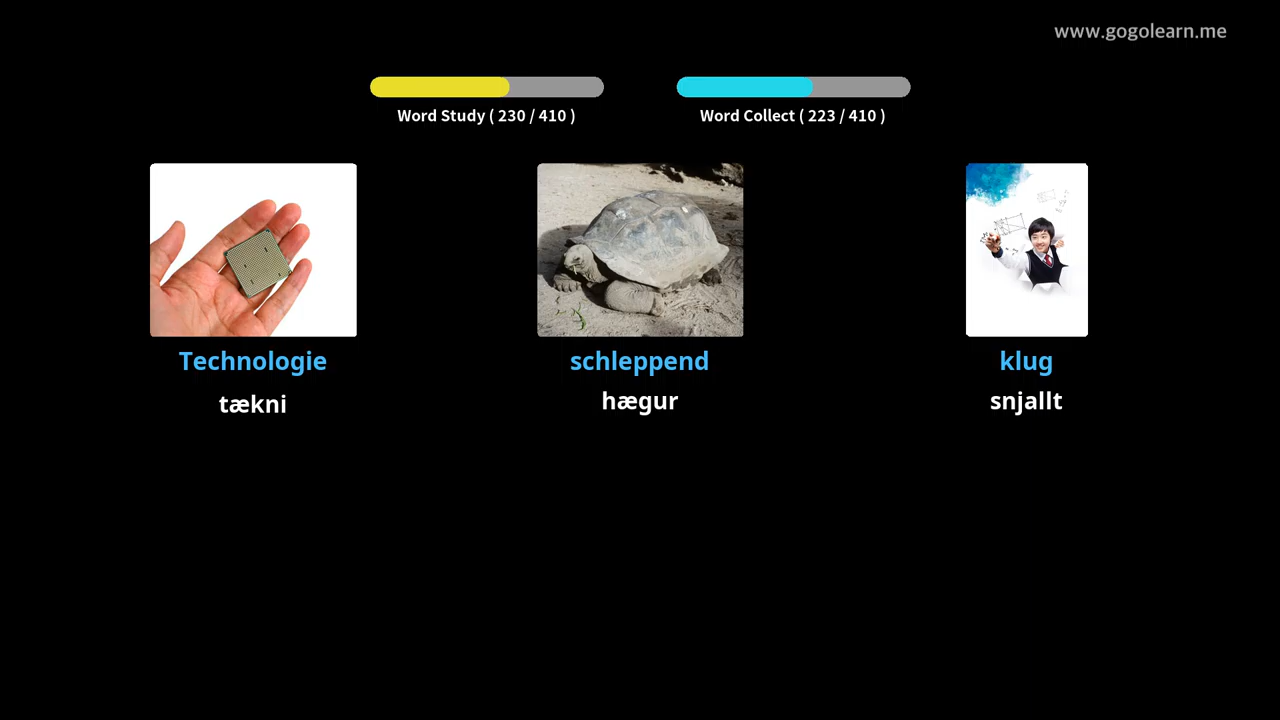 www.gogolearn.me
Word Study ( 230 / 410 )
Word Collect ( 223 / 410 )
Technologie
schleppend
klug
tækni
hægur
snjallt